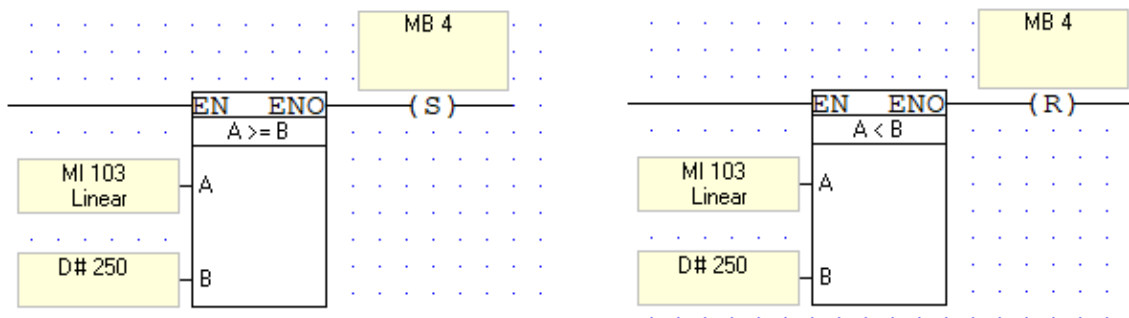 MB 4
EN ENO
(S)
A >= B
MI 103
Linear
A
D# 250
B
MB 4
EN ENO
(R)
A < B
MI 103
Linear
A
D# 250
B